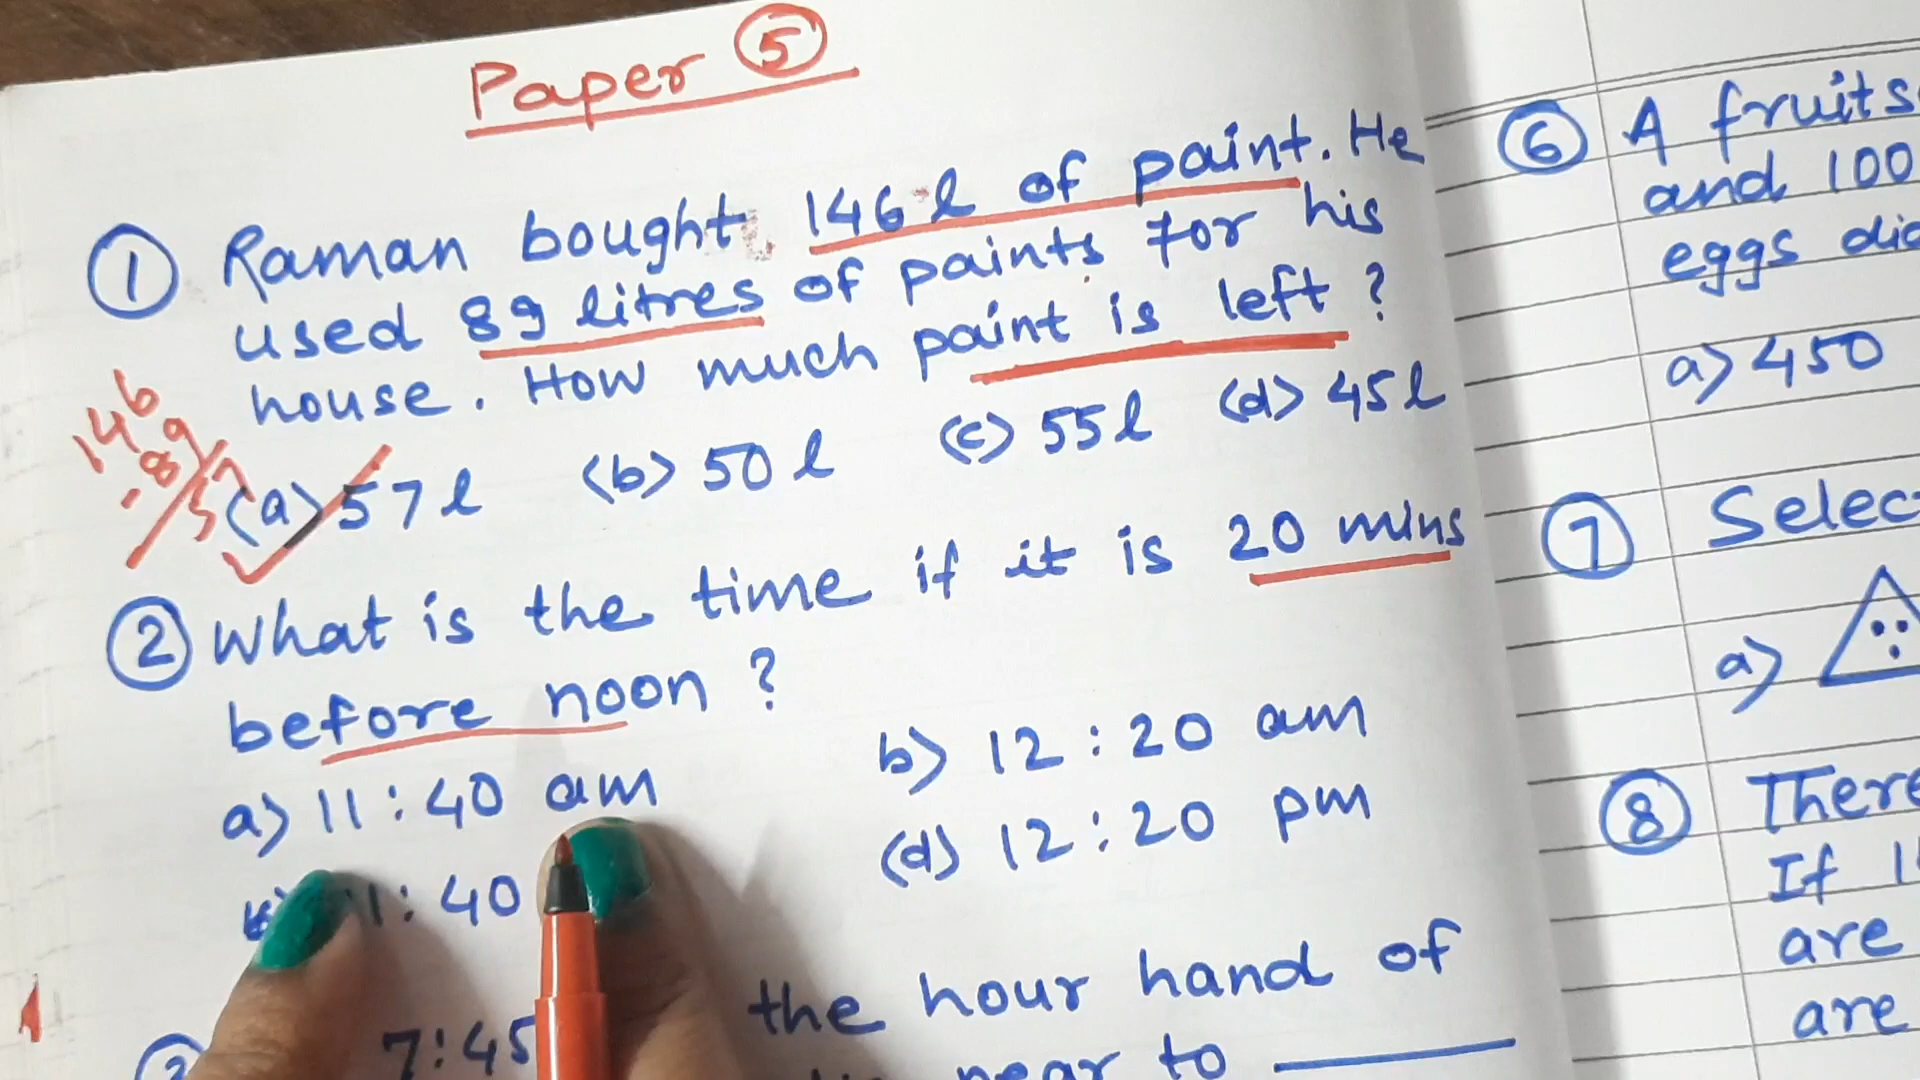 Paper 5
1 Raman bought 146 l of paint. He
used 89 litres of paints for his
house. How much paint is left?
146
- 89
57
(a) 57 l (b) 50 l (c) 55 l (d) 45 l
2 What is the time if it is 20 mins
before noon ?
a) 11:40 am b) 12:20 am
11:40 (d) 12:20 pm
7:45 the hour hand of
near to
6 A fruits
and 100
eggs
a) 450
7
a)
8 There
If
are
are